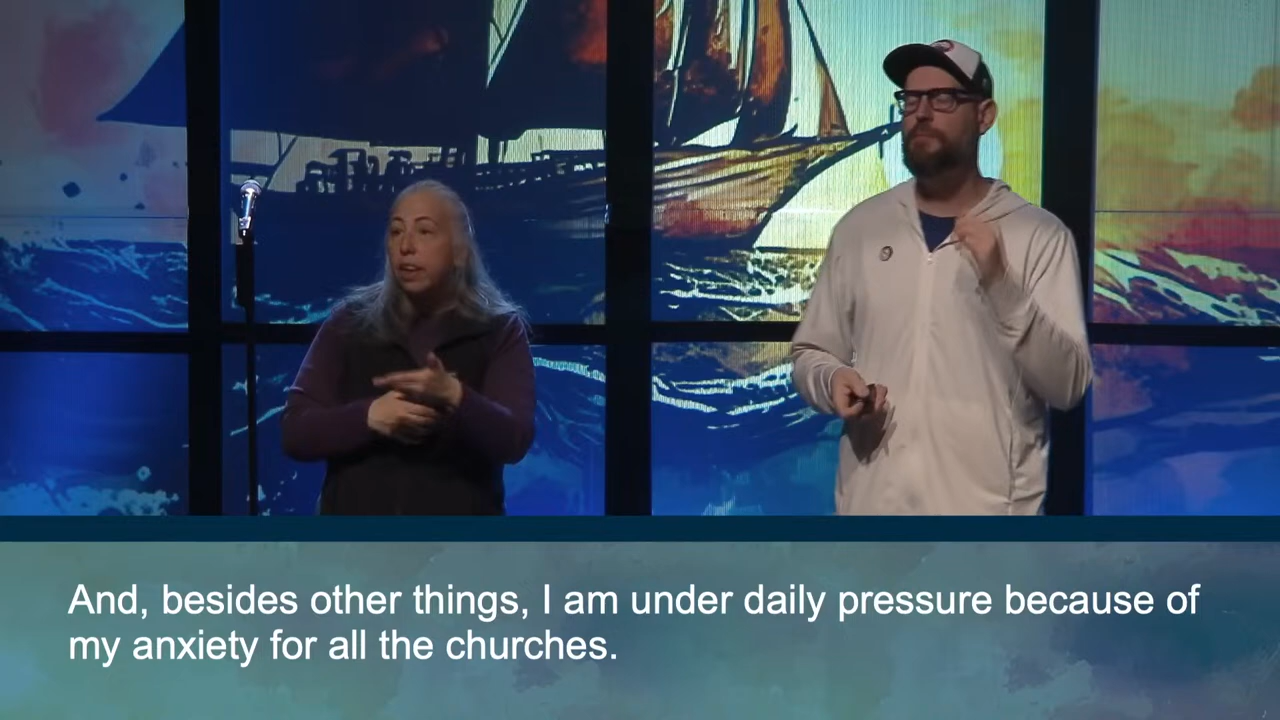 And, besides other things, I am under daily pressure because of
my anxiety for all the churches.